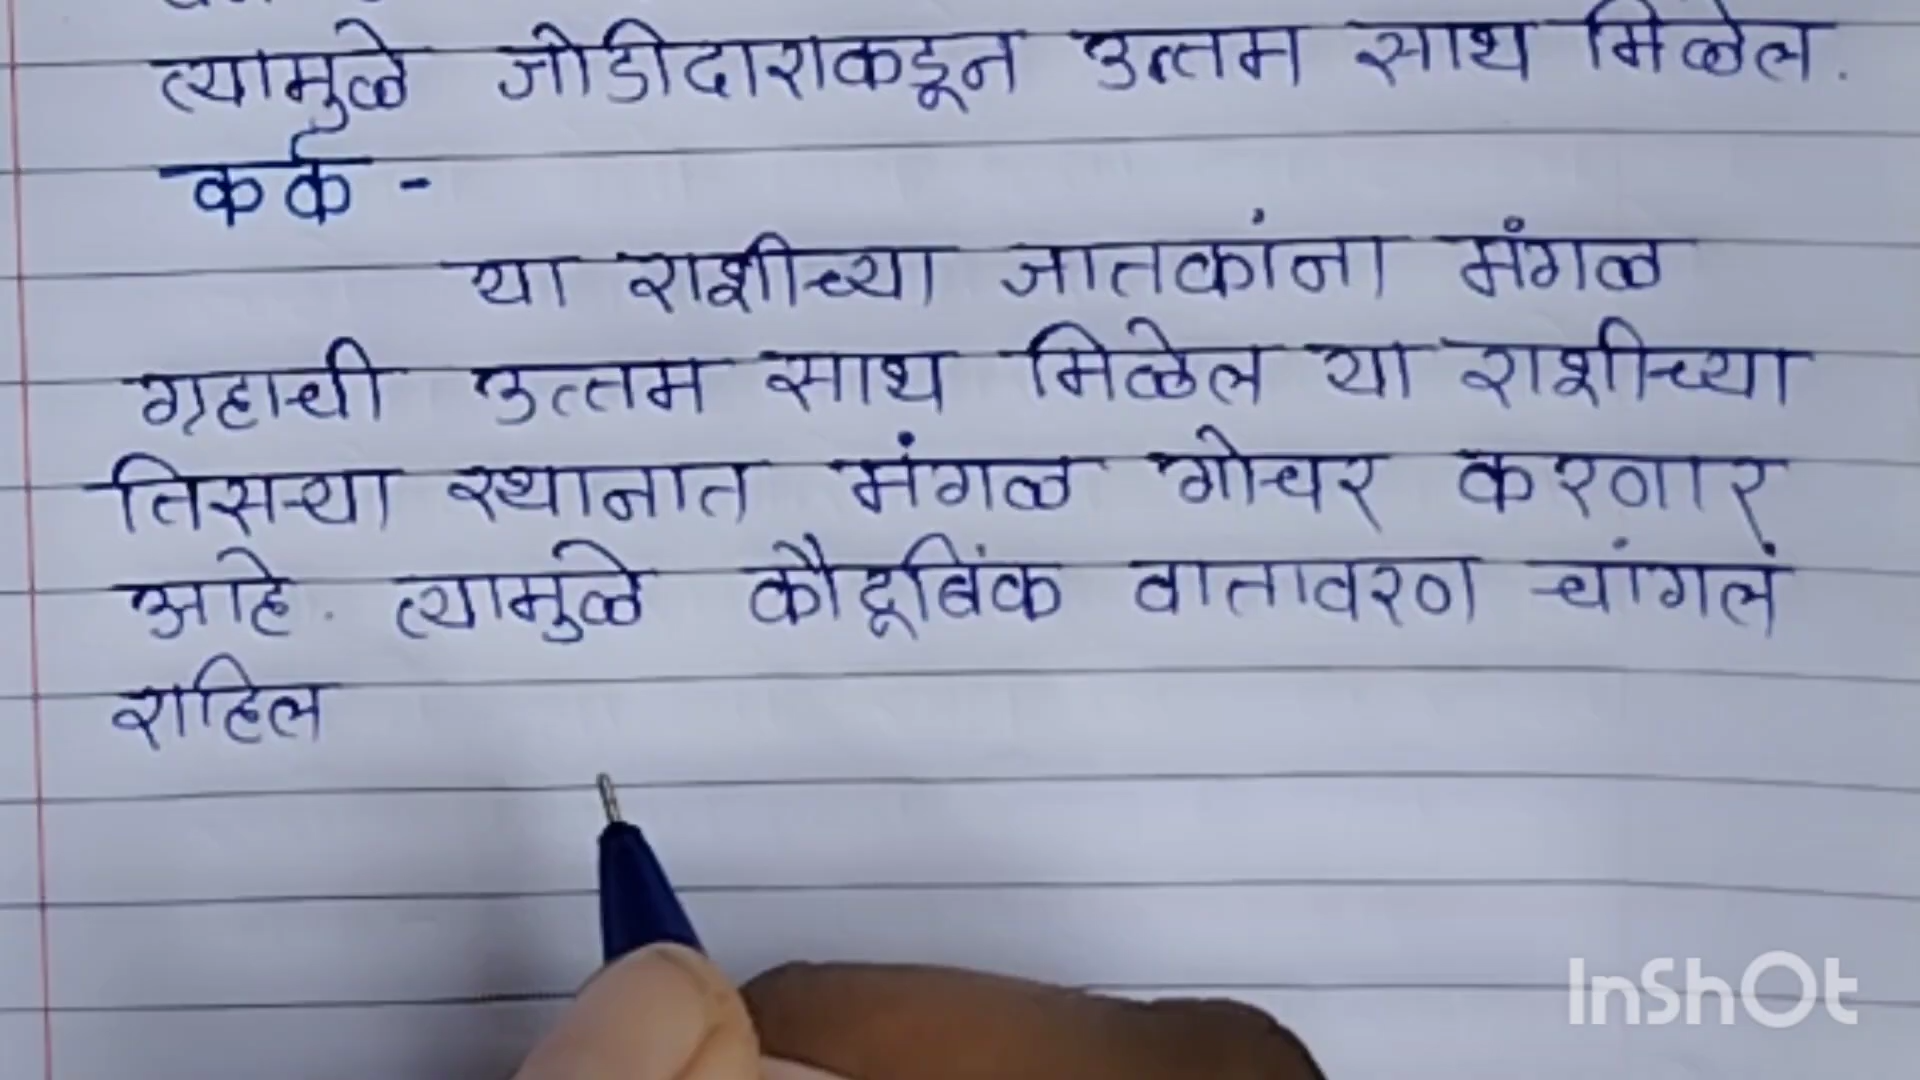 त्यामुळे जोडीदाराकडून उत्तम साथ मिळेल.
कर्क -
या राशीच्या जातकांना मंगळ
ग्रहाची उत्तम साथ मिळेल या राशीच्या
तिसऱ्या स्थानात मंगळ गोचर करणार
आहे. त्यामुळे कौटूबिंक वातावरण चांगलं
राहिल
InShOt